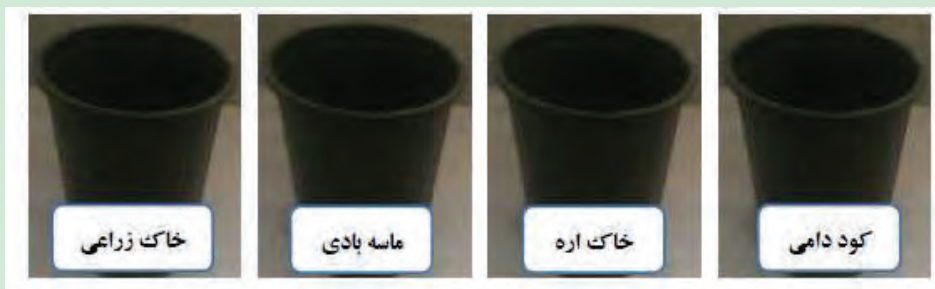 کود دامی
خاک اره
ماسه بادی
خاک زراعی